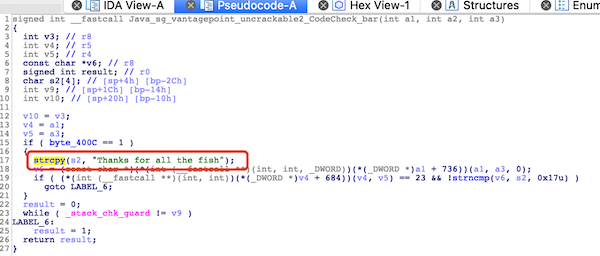 IDA View-A
Pseudocode-A
Hex View-1
Structures
Enum
1 signed int __fastcall Java_sg_vantagepoint_uncrackable2_CodeCheck_bar(int a1, int a2, int a3)
2 {
3 int v3; // r8
4 int v4; // r5
5 int v5; // r4
6 const char *v6; // r8
7 signed int result; // r0
8 char s2[4]; // [sp+4h] [bp-2Ch]
9 int v9; // [sp+1Ch] [bp-14h]
10 int v10; // [sp+20h] [bp-10h]
11
12 v10 = v3;
13 v4 = a1;
14 v5 = a3;
15 if ( byte_400C == 1 )
16 {
17 strcpy(s2, "Thanks for all the fish");
18 v6 = (const char *)(*(int (__fastcall **)(int, int, _DWORD))(*(_DWORD *)a1 + 736))(a1, a3, 0);
19 if ( (*(int (__fastcall **)(int, int))(*(_DWORD *)v4 + 684))(v4, v5) == 23 && !strncmp(v6, s2, 0x17u) )
20 goto LABEL_6;
21 }
22 result = 0;
23 while ( _stack_chk_guard != v9 )
24 LABEL_6:
25 result = 1;
26 return result;
27 }